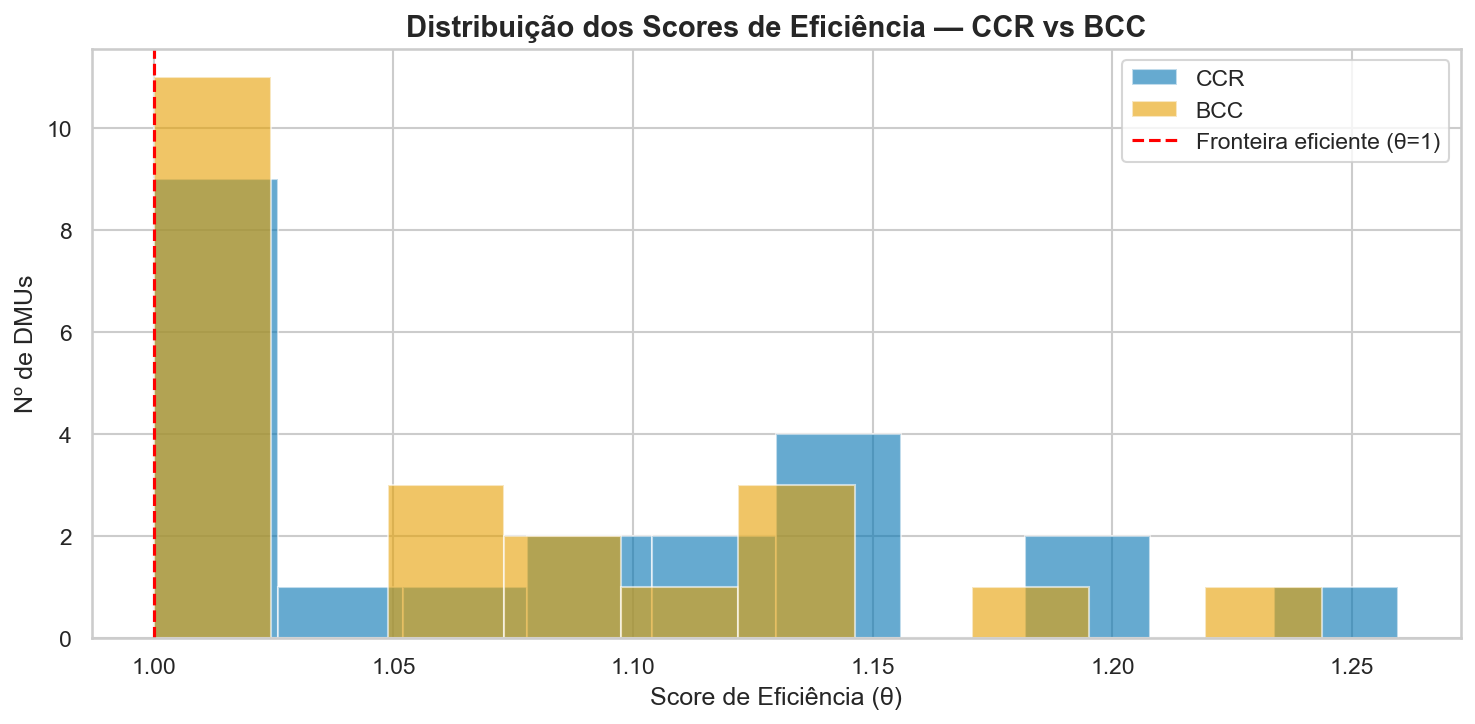 Distribuição dos Scores de Eficiência — CCR vs BCC
CCR
BCC
Fronteira eficiente (θ=1)
Nº de DMUs
10
8
6
4
2
0
1.00
1.05
1.10
1.15
1.20
1.25
Score de Eficiência (θ)